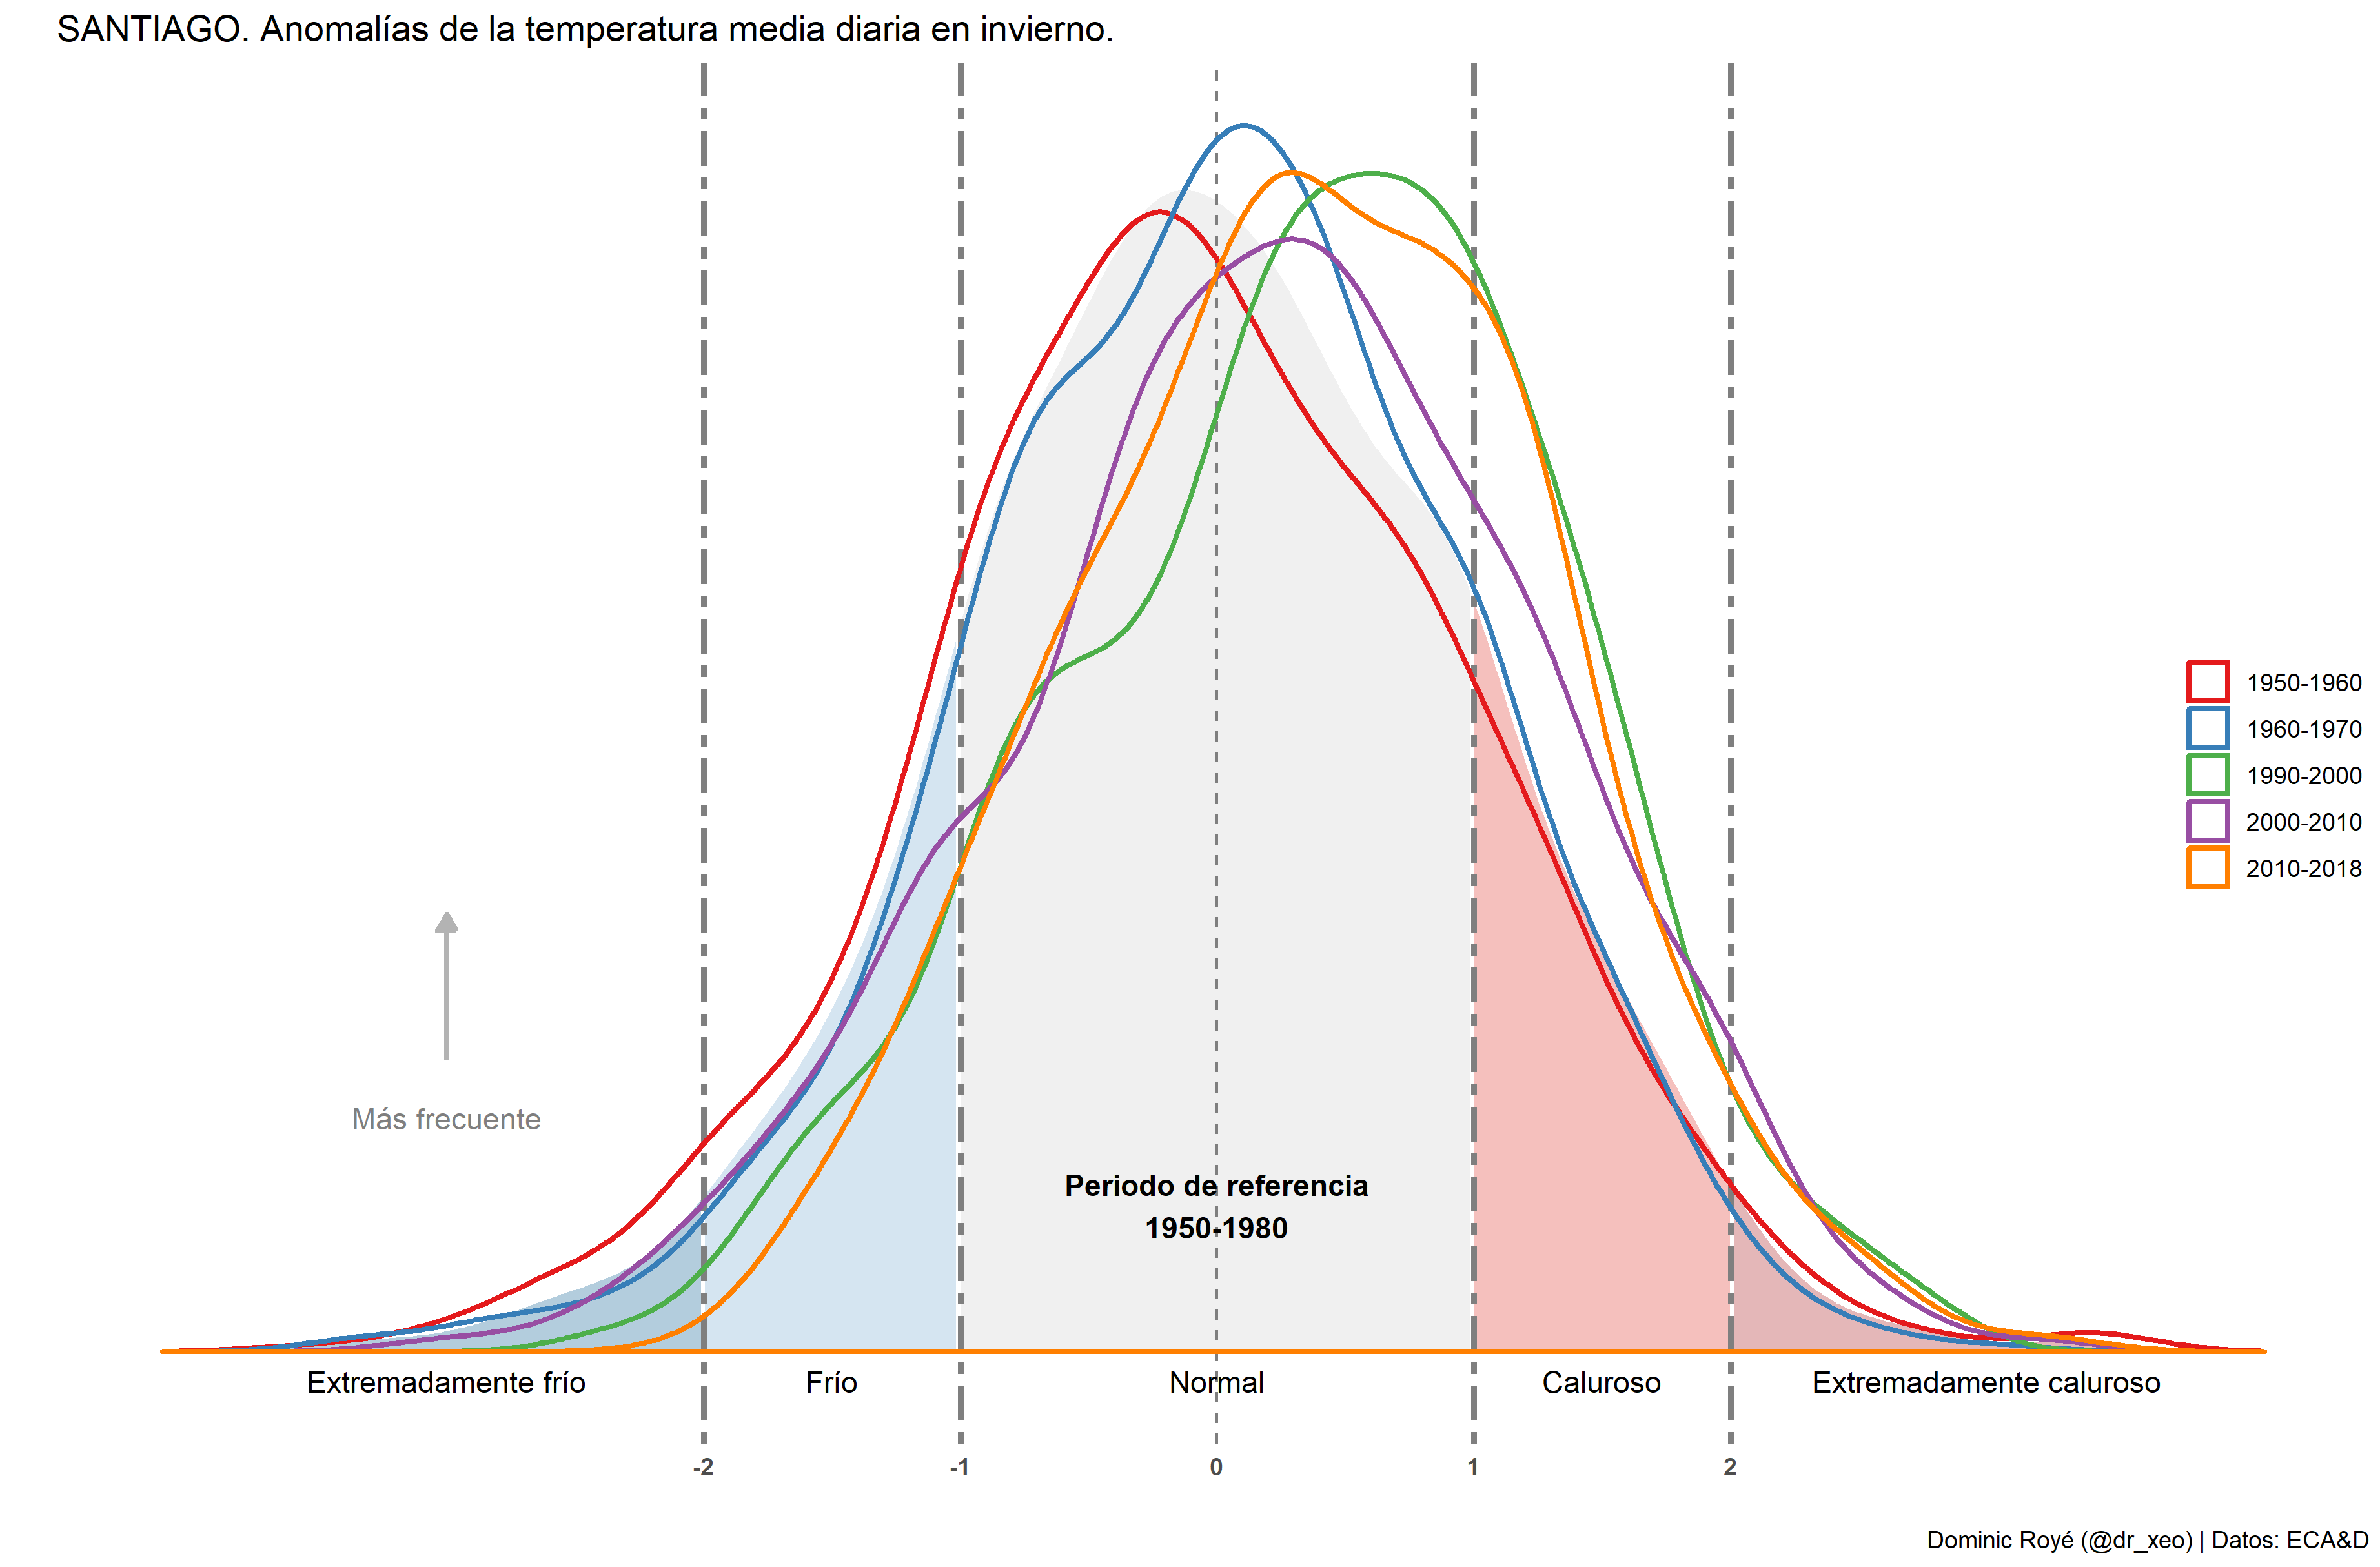 SANTIAGO. Anomalías de la temperatura media diaria en invierno.
1950-1960
1960-1970
1990-2000
2000-2010
2010-2018
Más frecuente
Periodo de referencia
1950-1980
Extremadamente frío Frío Normal Caluroso Extremadamente caluroso
-2 -1 0 1 2
Dominic Royé (@dr_xeo) | Datos: ECA&D